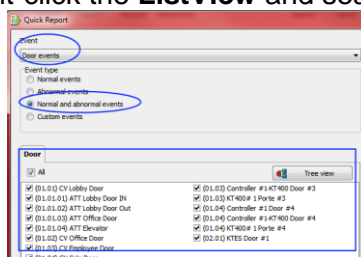 click the ListView and
Quick Report
Event
Door events
Event type
Normal events
Abnormal events
Normal and abnormal events
Custom events
Door
All
Tree view
(01.01) CV Lobby Door
(01.01.01) ATT Lobby Door IN
(01.01.02) ATT Lobby Door Out
(01.01.03) ATT Office Door
(01.01.04) ATT Elevator
(01.02) CV Office Door
(01.03) CV Employee Door
(01.03) Controller #1-KT400 Door #3
(01.03) KT400# 1 Porte #3
(01.04) Controller #1 Door #4
(01.04) Controller #1-KT400 Door #4
(01.04) KT400# 1 Porte #4
(02.01) KTES Door #1